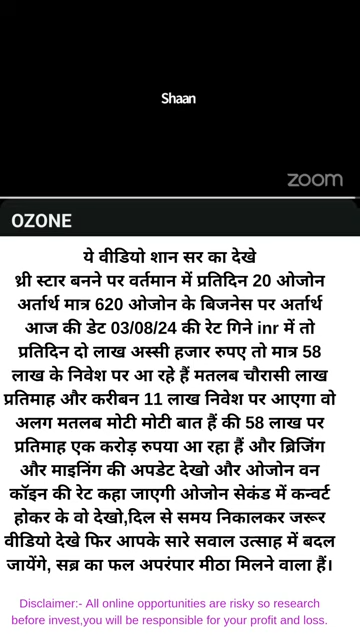 Shaan
zoom
OZONE
ये वीडियो शान सर का देखे
थ्री स्टार बनने पर वर्तमान में प्रतिदिन 20 ओजोन
अर्तार्थ मात्र 620 ओजोन के बिजनेस पर अर्तार्थ
आज की डेट 03/08/24 की रेट गिने inr में तो
प्रतिदिन दो लाख अस्सी हजार रुपए तो मात्र 58
लाख के निवेश पर आ रहे हैं मतलब चौरासी लाख
प्रतिमाह और करीबन 11 लाख निवेश पर आएगा वो
अलग मतलब मोटी मोटी बात हैं की 58 लाख पर
प्रतिमाह एक करोड़ रुपया आ रहा हैं और ब्रिजिंग
और माइनिंग की अपडेट देखो और ओजोन वन
कॉइन की रेट कहा जाएगी ओजोन सेकंड में कन्वर्ट
होकर के वो देखो,दिल से समय निकालकर जरूर
वीडियो देखे फिर आपके सारे सवाल उत्साह में बदल
जायेंगे, सब्र का फल अपरंपार मीठा मिलने वाला हैं।
Disclaimer:- All online opportunities are risky so research
before invest,you will be responsible for your profit and loss.